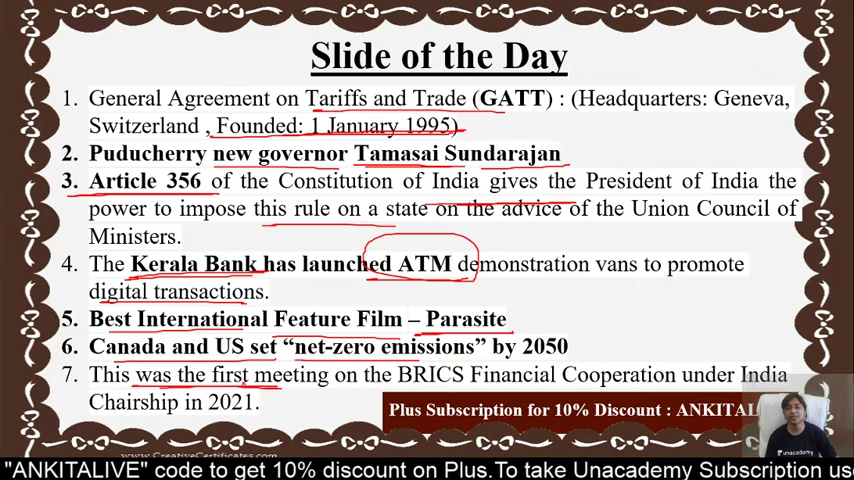 Slide of the Day
1. General Agreement on Tariffs and Trade (GATT) : (Headquarters: Geneva,
Switzerland , Founded: 1 January 1995)
2. Puducherry new governor Tamasai Sundarajan
3. Article 356 of the Constitution of India gives the President of India the
power to impose this rule on a state on the advice of the Union Council of
Ministers.
4. The Kerala Bank has launched ATM demonstration vans to promote
digital transactions.
5. Best International Feature Film – Parasite
6. Canada and US set “net-zero emissions” by 2050
7. This was the first meeting on the BRICS Financial Cooperation under India
Chairship in 2021.
Plus Subscription for 10% Discount : ANKITAL
unacademy
www.CreativeCertificates.com
"ANKITALIVE" code to get 10% discount on Plus.To take Unacademy Subscription use